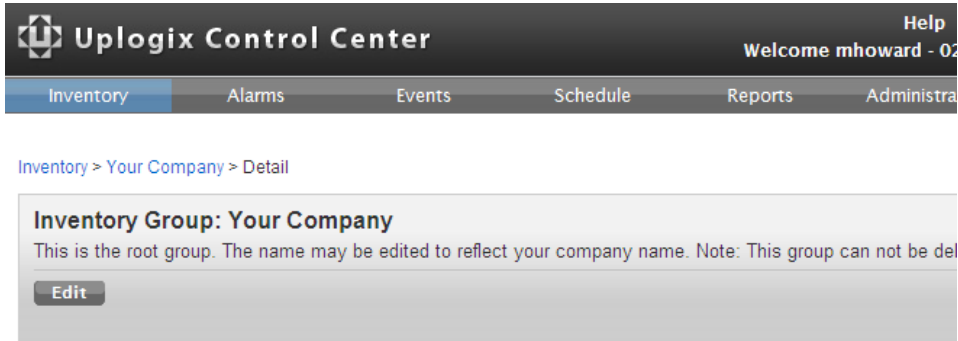 Uplogix Control Center
Help
Welcome mhoward - 02
Inventory Alarms Events Schedule Reports Administra
Inventory > Your Company > Detail
Inventory Group: Your Company
This is the root group. The name may be edited to reflect your company name. Note: This group can not be del
Edit